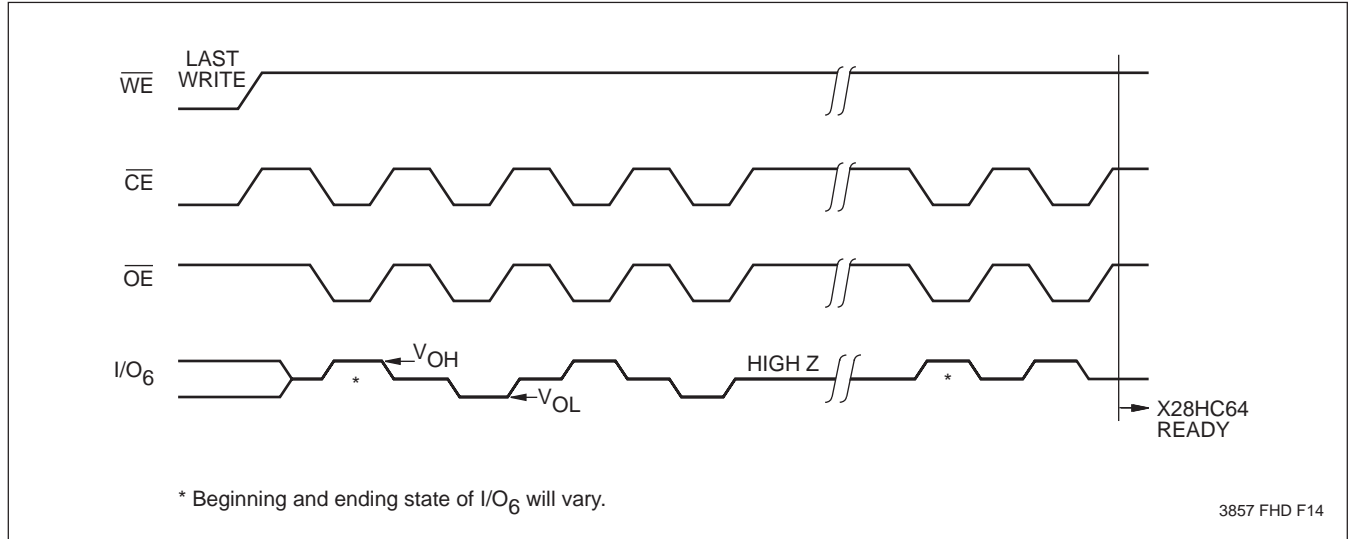 LAST
WRITE
WE
CE
OE
I/O6
VOH
*
VOL
HIGH Z
*
X28HC64
READY
* Beginning and ending state of I/O6 will vary.
3857 FHD F14